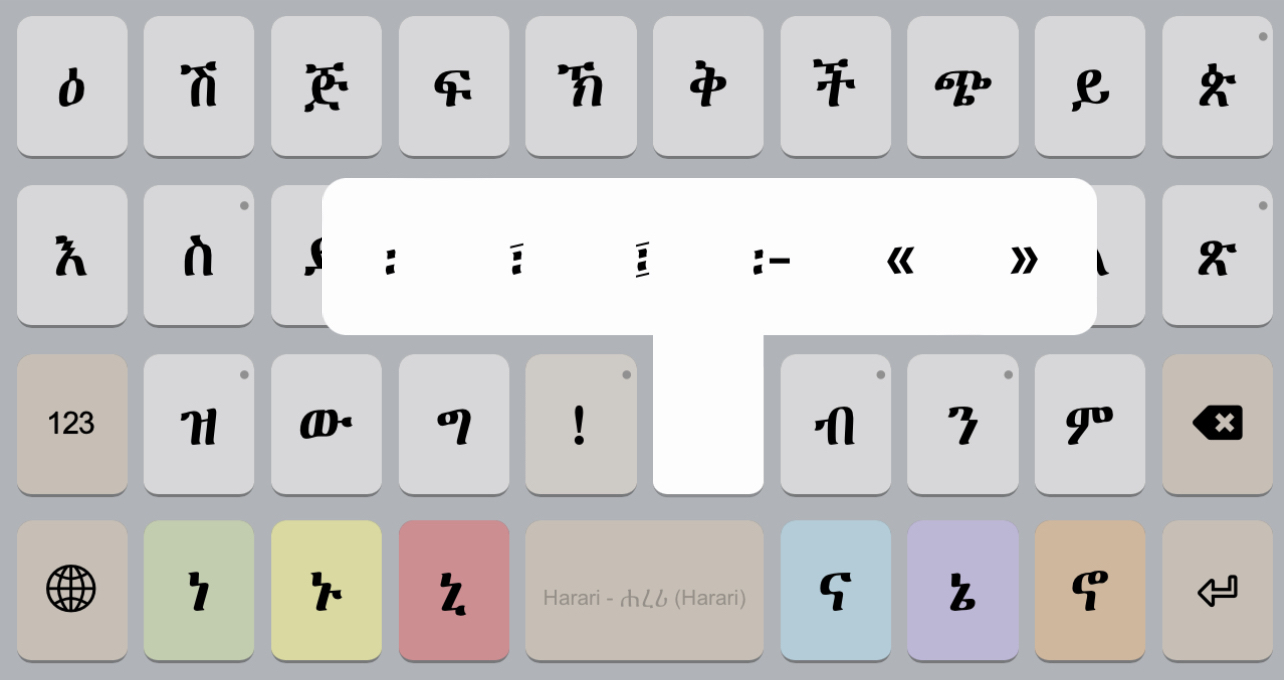 ዕ ሽ ጅ ፍ ኽ ቅ ች ጭ ይ ጵ
እ ስ ፡ ፣ ፤ ፡– « » ጽ
123 ዝ ው ግ ! ብ ን ም
ነ ኑ ኒ Harari - ሐረሪ (Harari) ና ኔ ኖ